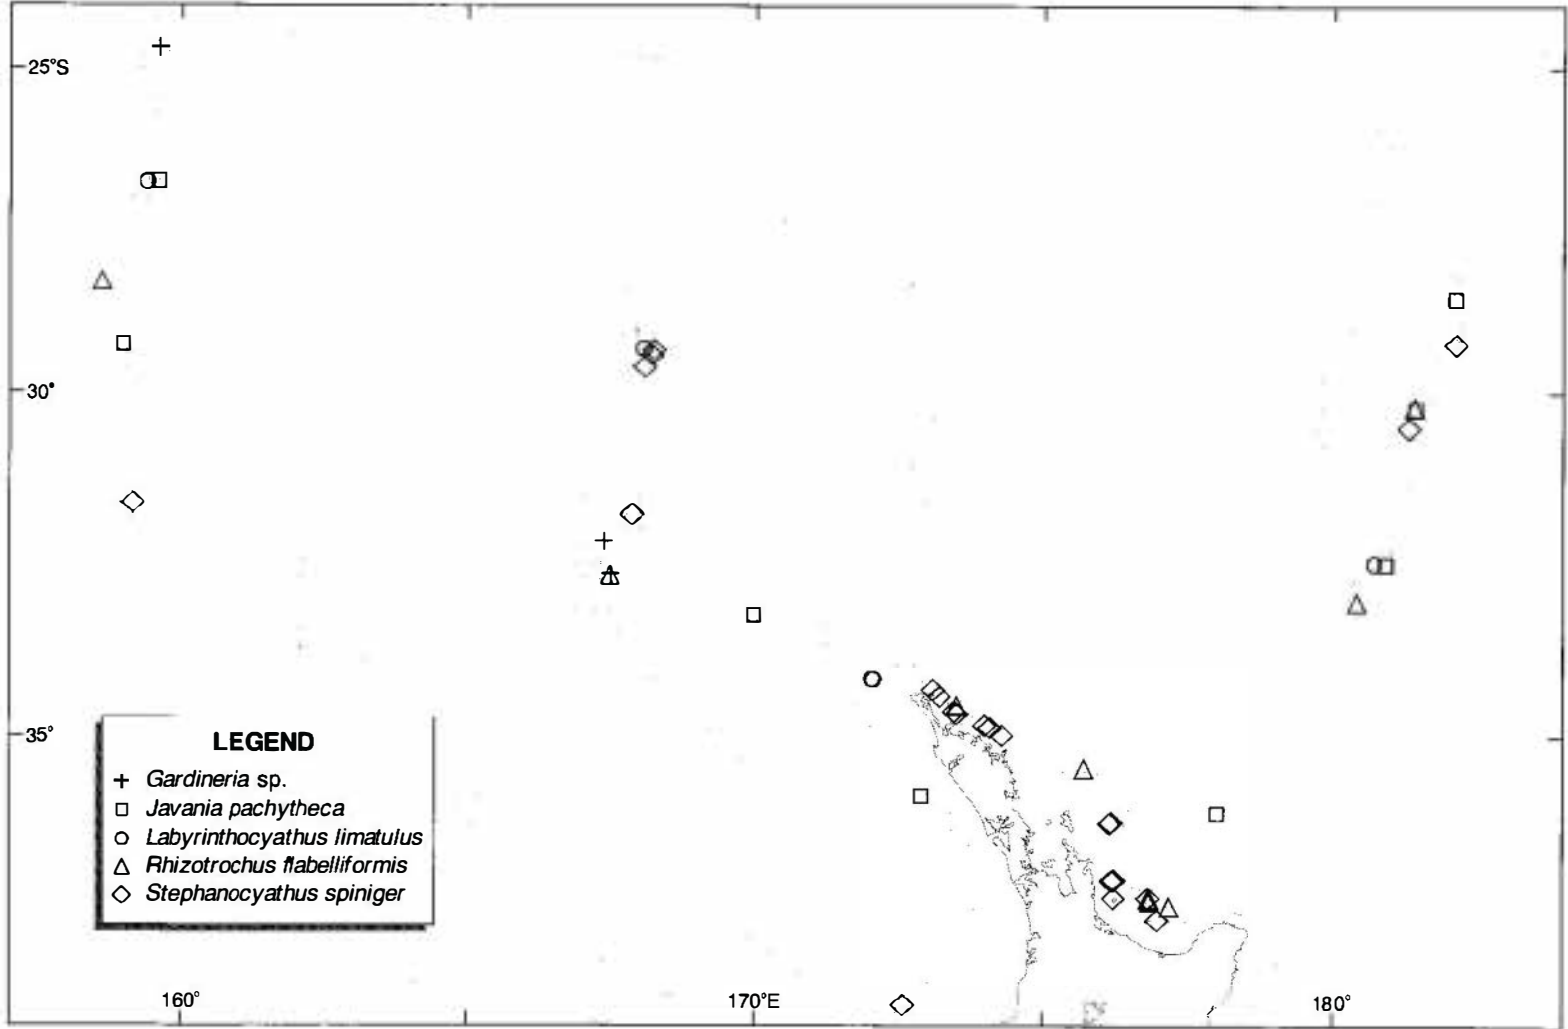 25°S
30°
35°
LEGEND
Gardineria sp.
Javania pachytheca
Labyrinthocyathus limatulus
Rhizotrochus flabelliformis
Stephanocyathus spiniger
160°
170°E
180°